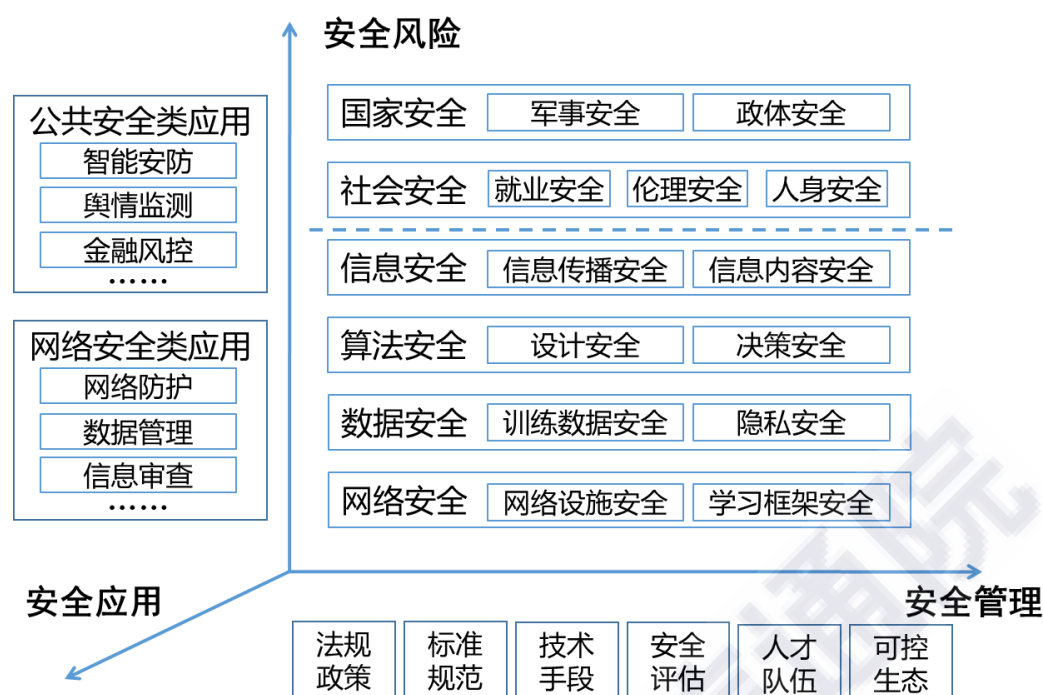 安全风险
公共安全类应用
智能安防
舆情监测
金融风控
……
网络安全类应用
网络防护
数据管理
信息审查
……
国家安全 军事安全 政体安全
社会安全 就业安全 伦理安全 人身安全
信息安全 信息传播安全 信息内容安全
算法安全 设计安全 决策安全
数据安全 训练数据安全 隐私安全
网络安全 网络设施安全 学习框架安全
安全应用
安全管理
法规
政策
标准
规范
技术
手段
安全
评估
人才
队伍
可控
生态
通院